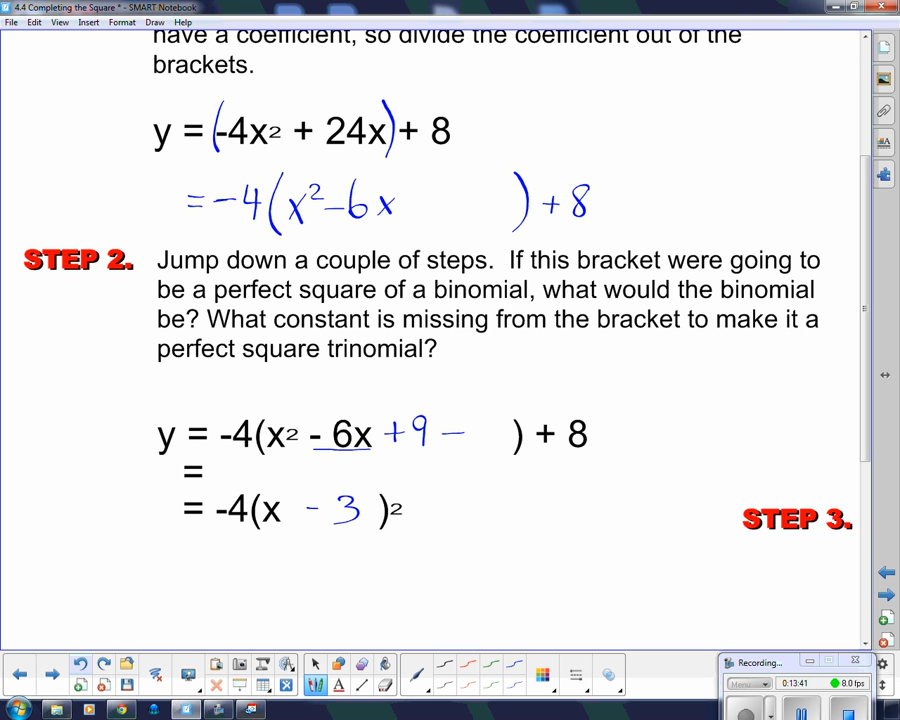 4.4 Completing the Square * - SMART Notebook
File Edit View Insert Format Draw Help
have a coefficient, so divide the coefficient out of the
brackets.
y = (-4x² + 24x) + 8
= -4(x² - 6x ) + 8
STEP 2. Jump down a couple of steps. If this bracket were going to
be a perfect square of a binomial, what would the binomial
be? What constant is missing from the bracket to make it a
perfect square trinomial?
y = -4(x² - 6x + 9 - ) + 8
=
= -4(x - 3 )²
STEP 3.
Recording...
Menu 0:13:41 8.0 fps